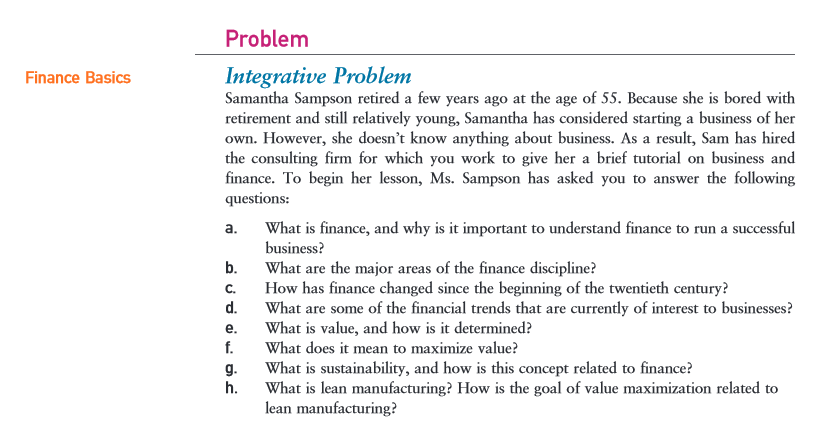 Problem
Finance Basics
Integrative Problem
Samantha Sampson retired a few years ago at the age of 55. Because she is bored with
retirement and still relatively young, Samantha has considered starting a business of her
own. However, she doesn't know anything about business. As a result, Sam has hired
the consulting firm for which you work to give her a brief tutorial on business and
finance. To begin her lesson, Ms. Sampson has asked you to answer the following
questions:
a. What is finance, and why is it important to understand finance to run a successful
business?
b. What are the major areas of the finance discipline?
c. How has finance changed since the beginning of the twentieth century?
d. What are some of the financial trends that are currently of interest to businesses?
e. What is value, and how is it determined?
f. What does it mean to maximize value?
g. What is sustainability, and how is this concept related to finance?
h. What is lean manufacturing? How is the goal of value maximization related to
lean manufacturing?